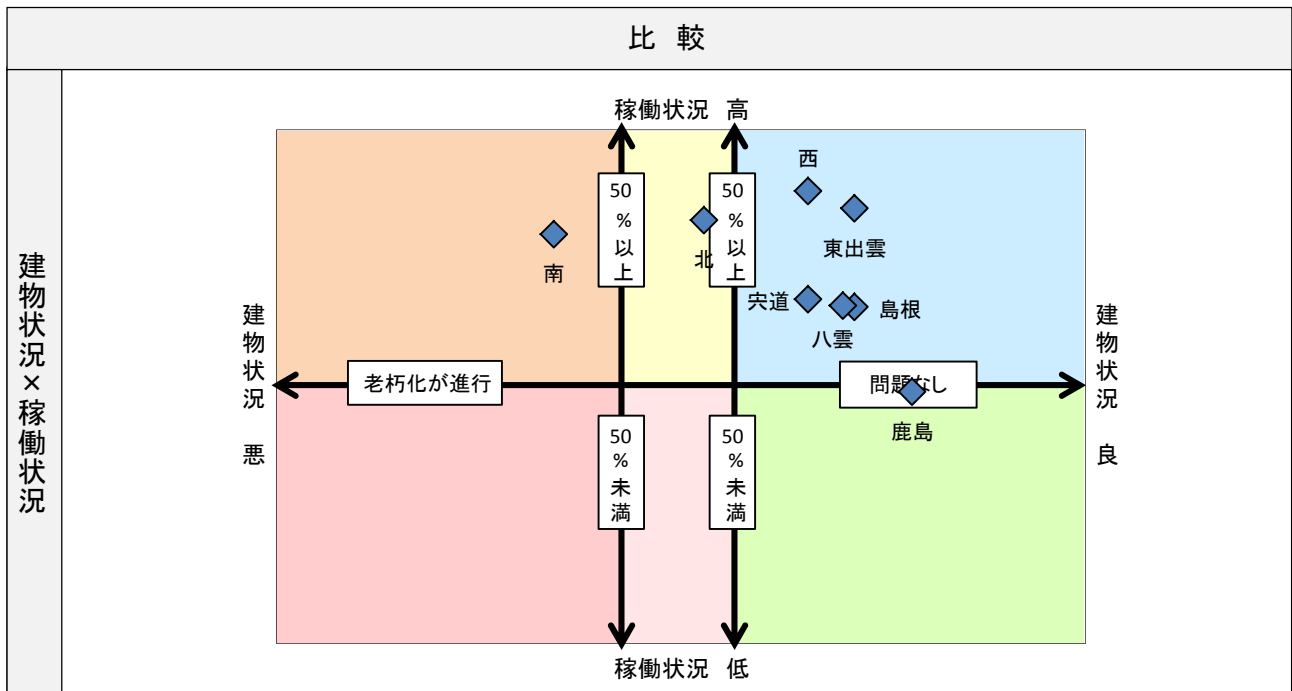 比 較
建物状況×稼働状況
稼働状況 高
50%以上
50%以上
西
東出雲
北
南
宍道
島根
八雲
建物状況 悪
老朽化が進行
問題なし
建物状況 良
鹿島
50%未満
50%未満
稼働状況 低